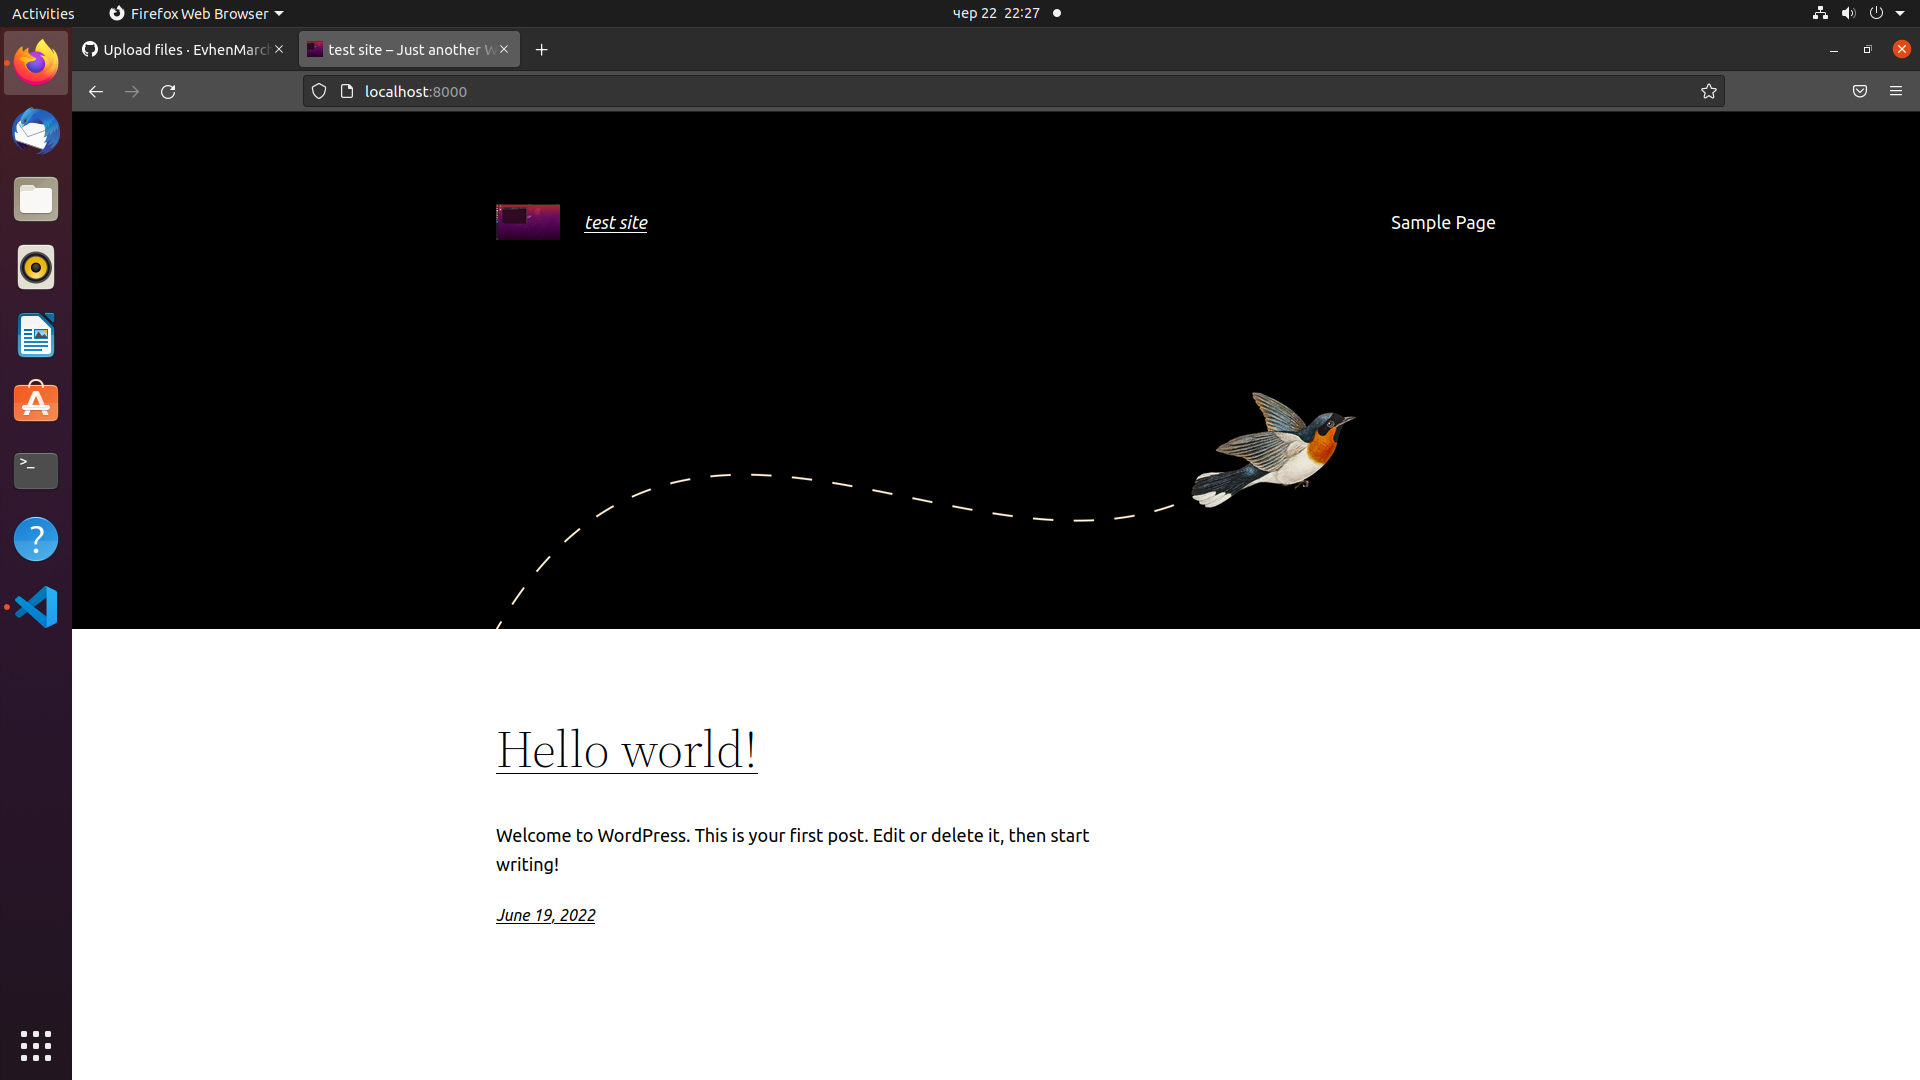 Activities
Firefox Web Browser
чер 22 22:27
Upload files · EvhenMarch
test site – Just another W
localhost:8000
test site
Sample Page
Hello world!
Welcome to WordPress. This is your first post. Edit or delete it, then start
writing!
June 19, 2022